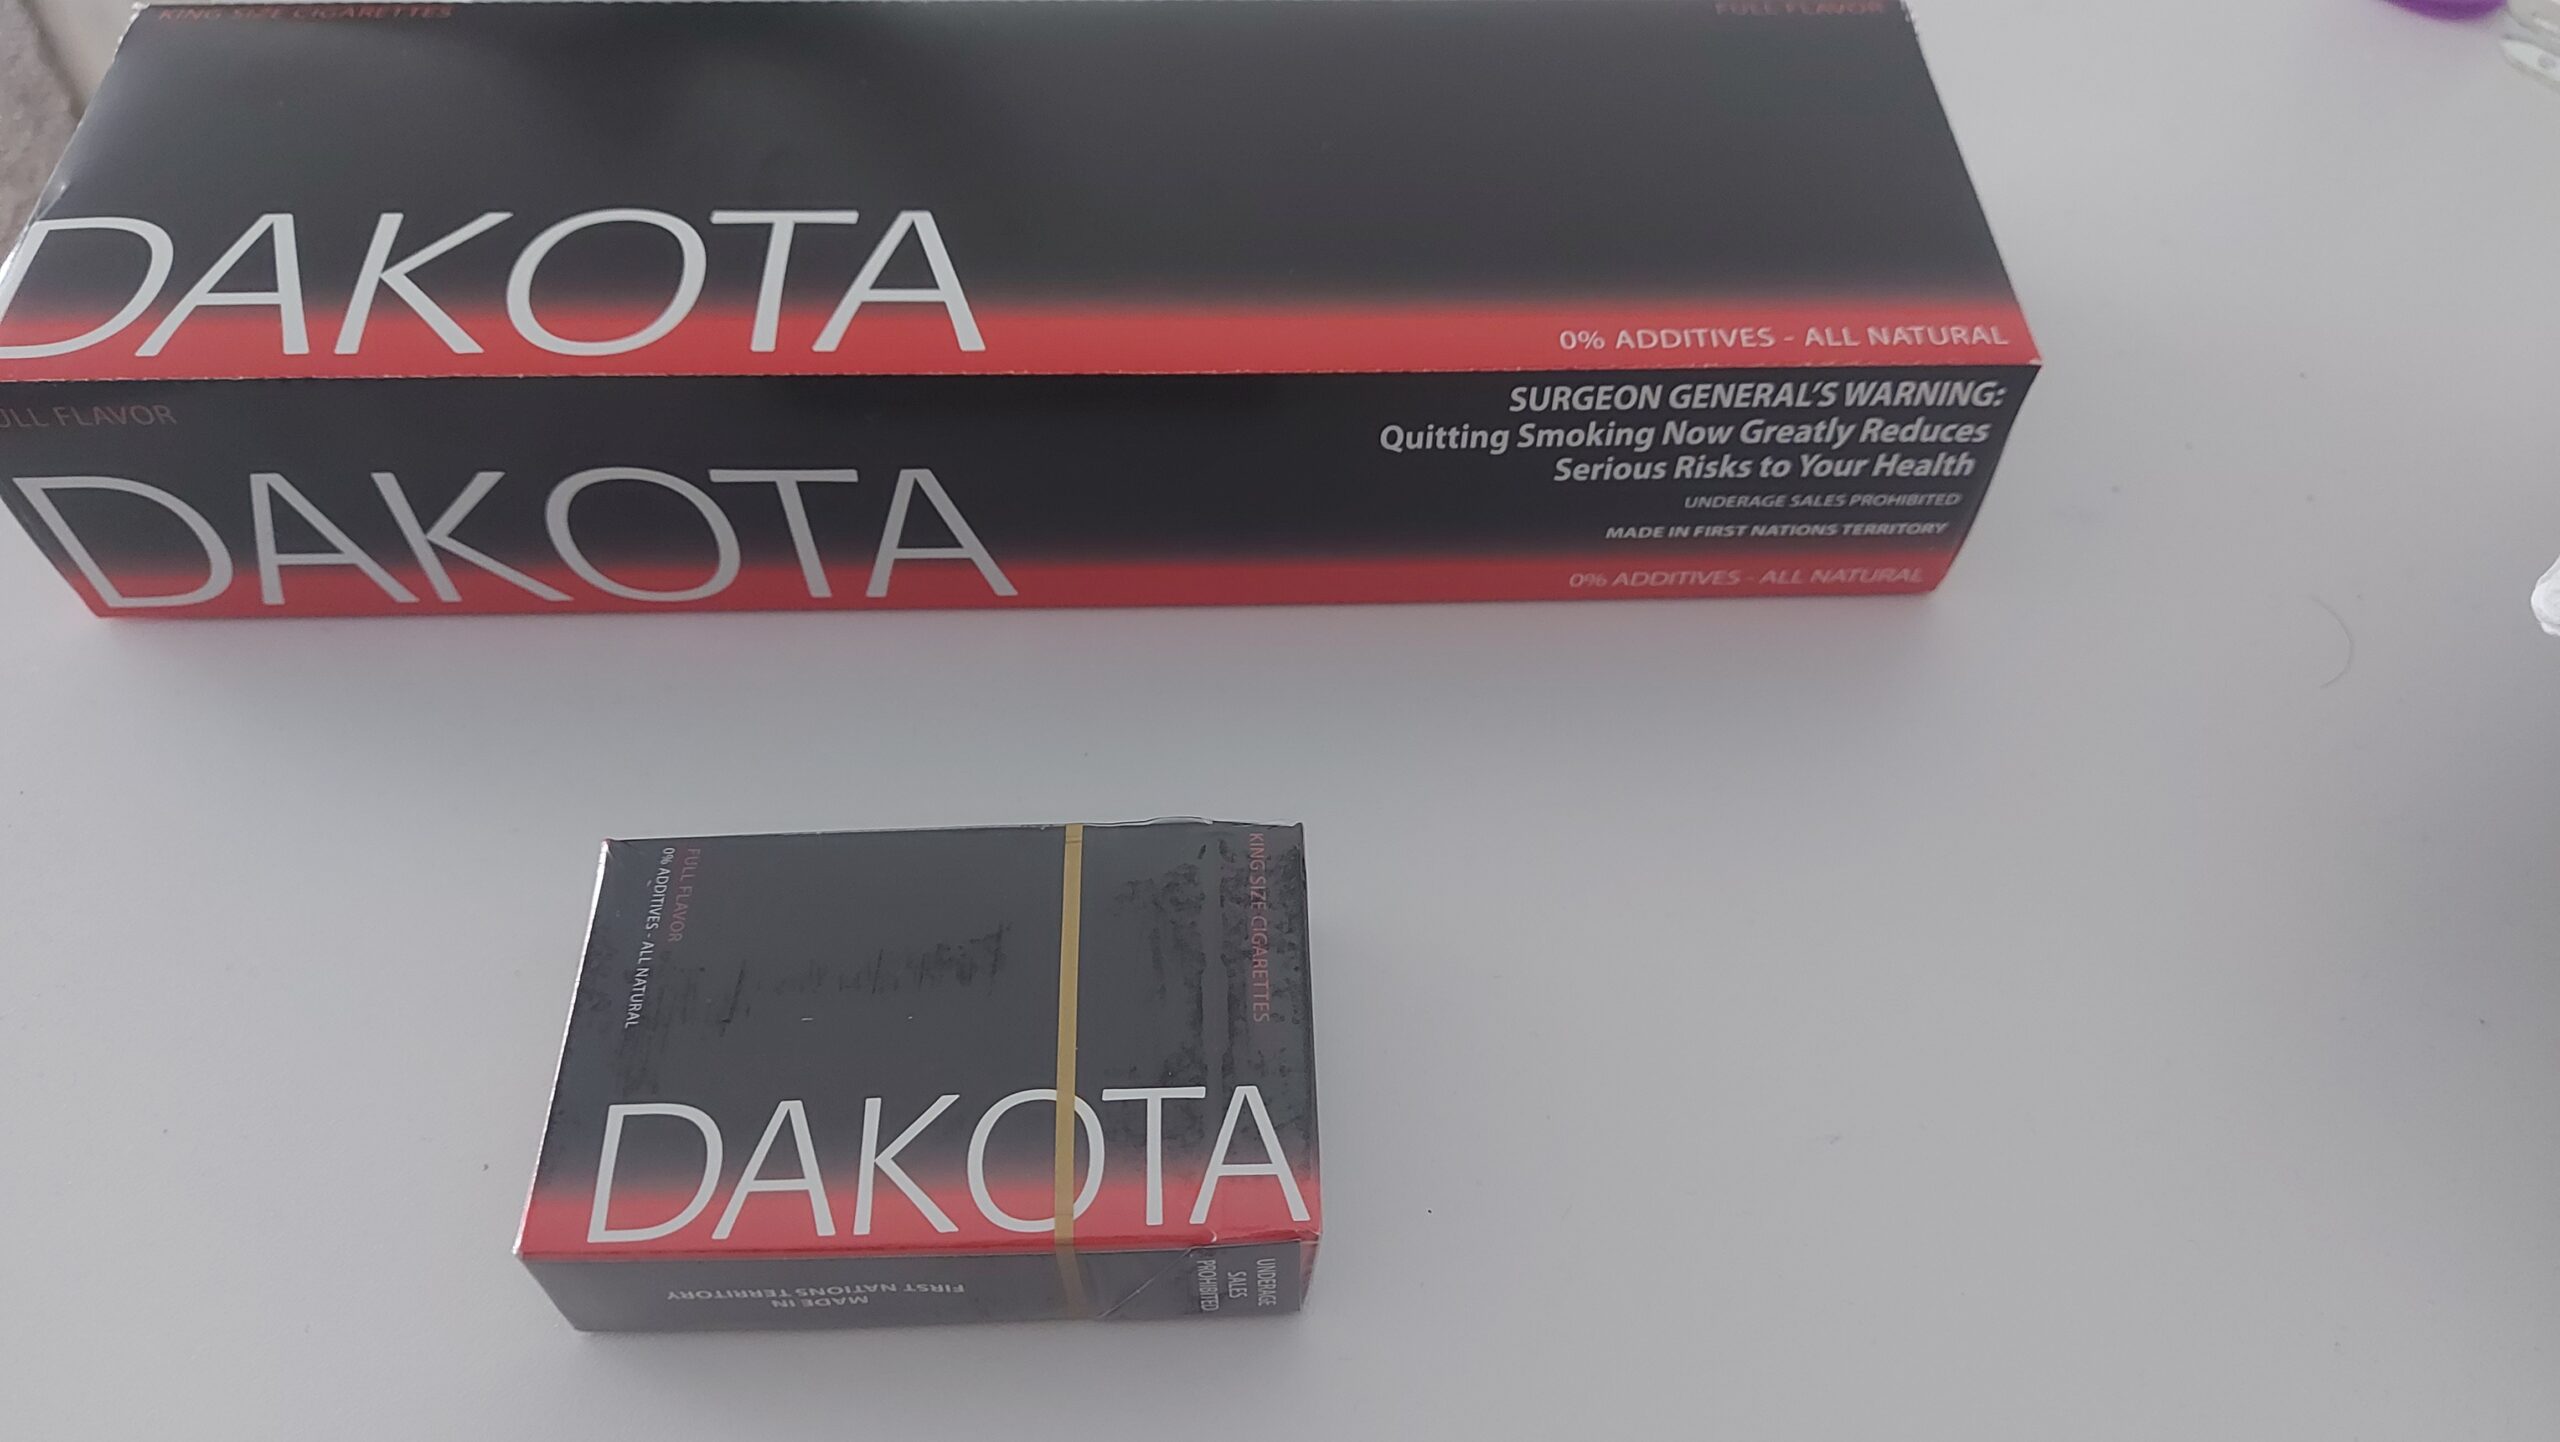 KING SIZE CIGARETTES
FULL FLAVOR
DAKOTA
0% ADDITIVES - ALL NATURAL
FULL FLAVOR
DAKOTA
SURGEON GENERAL'S WARNING:
Quitting Smoking Now Greatly Reduces
Serious Risks to Your Health
UNDERAGE SALES PROHIBITED
MADE IN FIRST NATIONS TERRITORY
0% ADDITIVES - ALL NATURAL
FULL FLAVOR
0% ADDITIVES - ALL NATURAL
KING SIZE CIGARETTES
DAKOTA
MADE IN
FIRST NATIONS TERRITORY
UNDERAGE
SALES
PROHIBITED